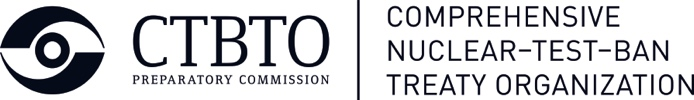 CTBTO
PREPARATORY COMMISSION
COMPREHENSIVE
NUCLEAR-TEST-BAN
TREATY ORGANIZATION